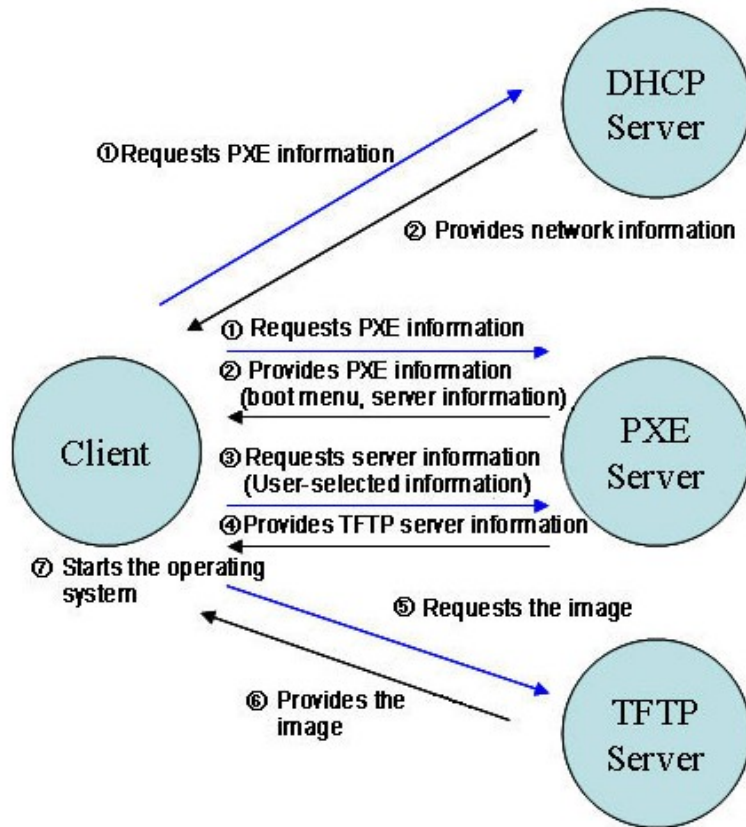 DHCP
Server
①Requests PXE information
② Provides network information
① Requests PXE information
② Provides PXE information
(boot menu, server information)
Client
PXE
Server
③ Requests server information
(User-selected information)
④Provides TFTP server information
⑦ Starts the operating
system
⑤ Requests the image
⑥ Provides the
image
TFTP
Server